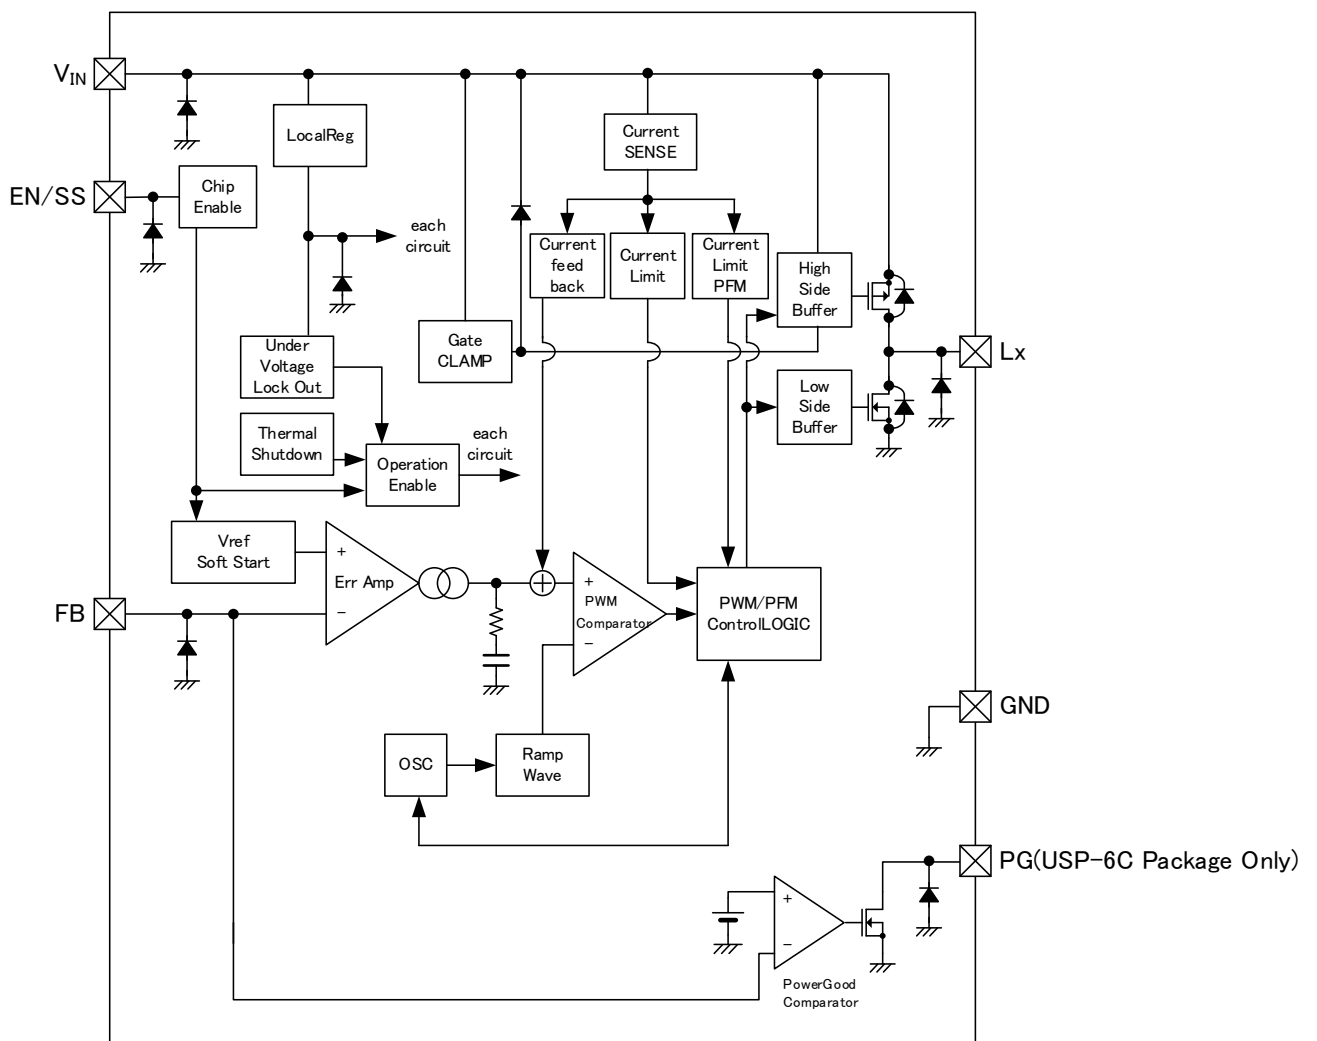 VIN
LocalReg
Current
SENSE
EN/SS
Chip
Enable
each
circuit
Current
feed
back
Current
Limit
Current
Limit
PFM
High
Side
Buffer
Under
Voltage
Lock Out
Gate
CLAMP
Lx
Low
Side
Buffer
Thermal
Shutdown
Operation
Enable
each
circuit
Vref
Soft Start
+
Err Amp
−
+
PWM
Comparator
−
PWM/PFM
ControlLOGIC
FB
GND
OSC
Ramp
Wave
PG(USP-6C Package Only)
+
−
PowerGood
Comparator